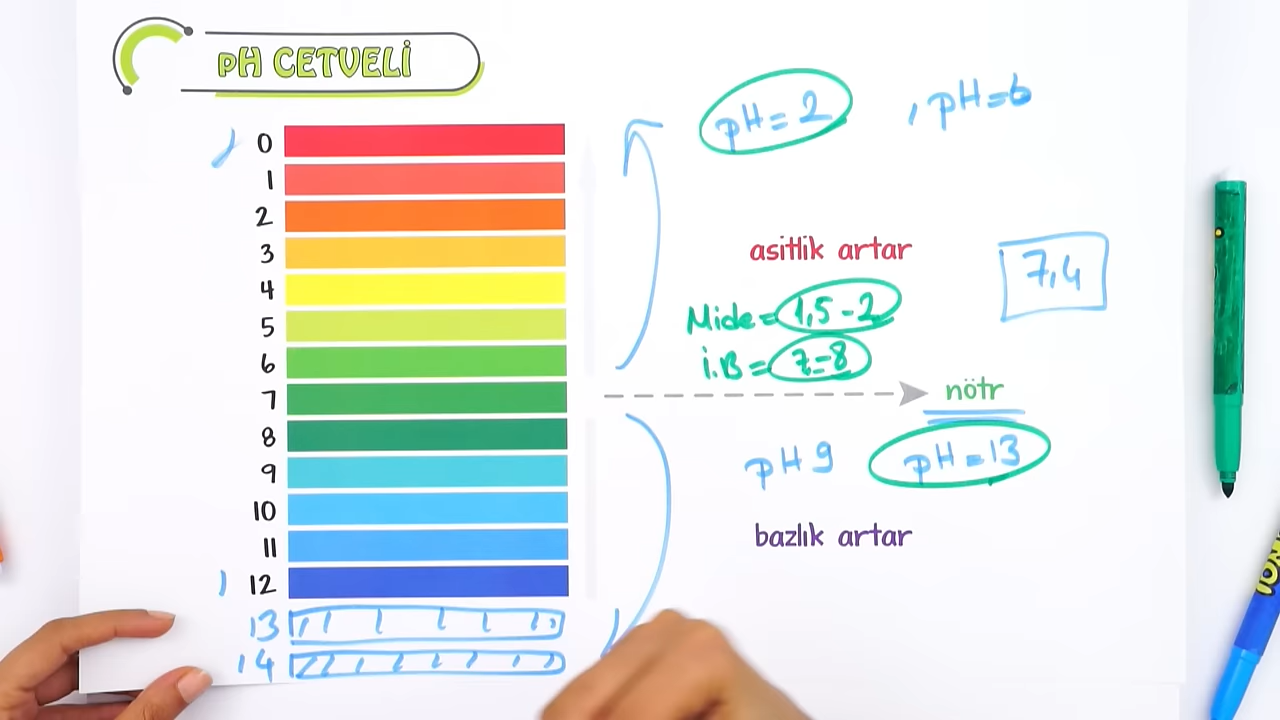 pH CETVELİ
0
1
2
3
4
5
6
7
8
9
10
11
12
13
14
pH=2 , pH=6
asitlik artar
7,4
Mide=1,5-2
İ.B=7-8
nötr
pH 9 pH=13
bazlık artar